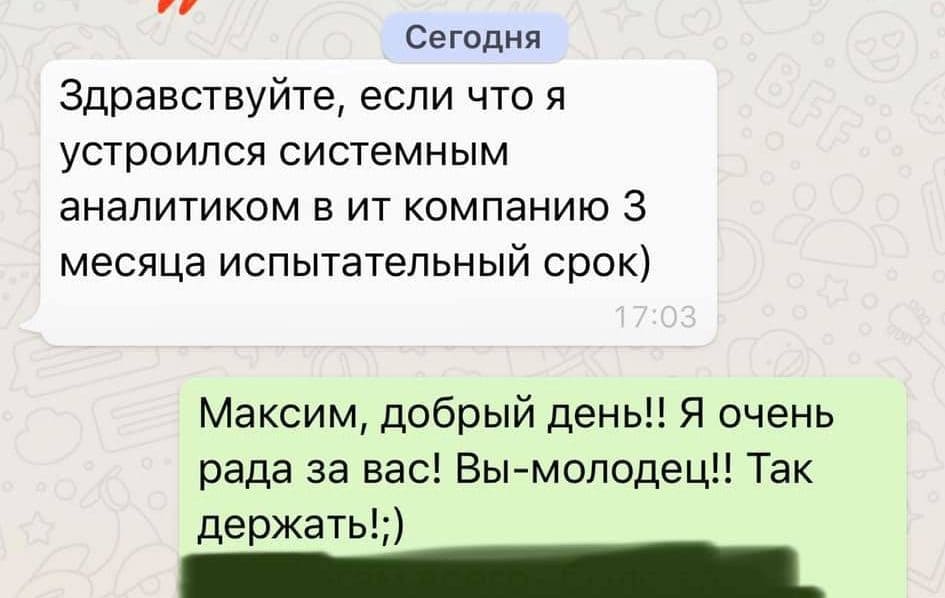 Сегодня
Здравствуйте, если что я
устроился системным
аналитиком в ит компанию 3
месяца испытательный срок)
17:03
Максим, добрый день!! Я очень
рада за вас! Вы-молодец!! Так
держать!;)